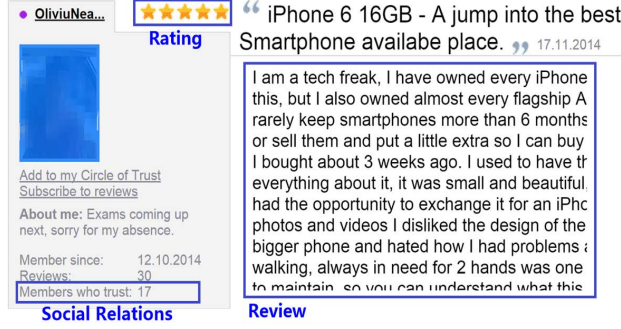 OliviuNea...
Rating
“ iPhone 6 16GB - A jump into the best
Smartphone availabe place. ” 17.11.2014
Add to my Circle of Trust
Subscribe to reviews
About me: Exams coming up
next, sorry for my absence.
Member since: 12.10.2014
Reviews: 30
Members who trust: 17
Social Relations
I am a tech freak, I have owned every iPhone
this, but I also owned almost every flagship A
rarely keep smartphones more than 6 months
or sell them and put a little extra so I can buy
I bought about 3 weeks ago. I used to have th
everything about it, it was small and beautiful,
had the opportunity to exchange it for an iPho
photos and videos I disliked the design of the
bigger phone and hated how I had problems a
walking, always in need for 2 hands was one
to maintain, so you can understand what this
Review